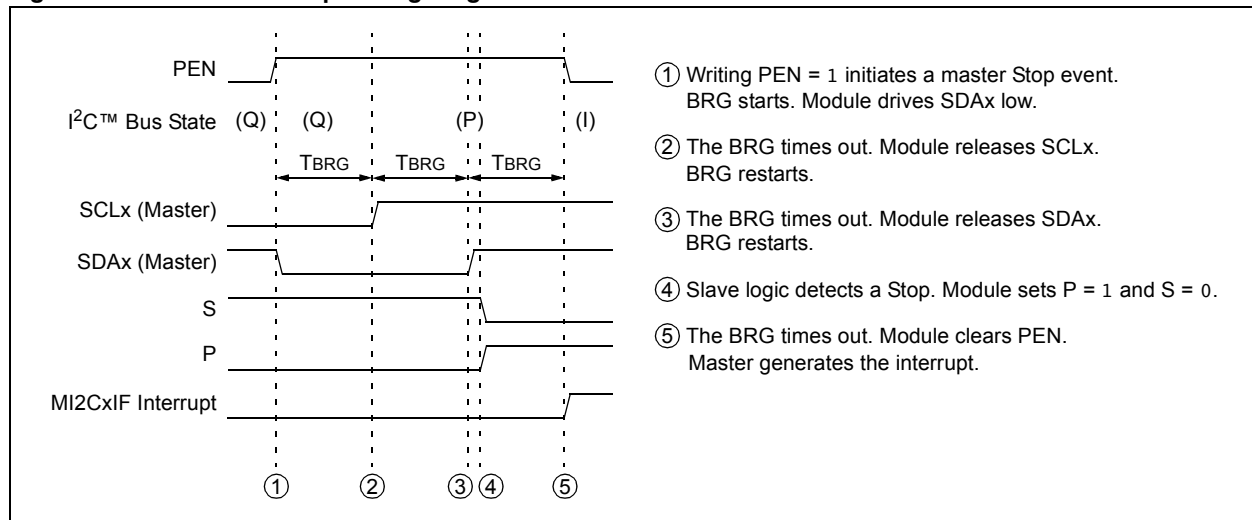 PEN
I²C™ Bus State (Q) (Q) (P) (I)
TBRG TBRG TBRG
SCLx (Master)
SDAx (Master)
S
P
MI2CxIF Interrupt
① ② ③ ④ ⑤
① Writing PEN = 1 initiates a master Stop event.
BRG starts. Module drives SDAx low.
② The BRG times out. Module releases SCLx.
BRG restarts.
③ The BRG times out. Module releases SDAx.
BRG restarts.
④ Slave logic detects a Stop. Module sets P = 1 and S = 0.
⑤ The BRG times out. Module clears PEN.
Master generates the interrupt.